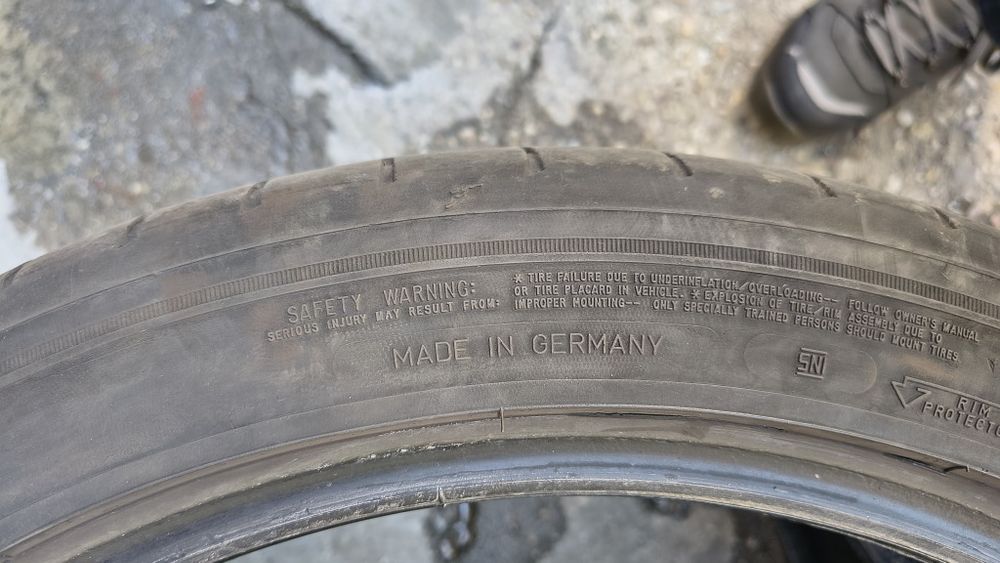 SAFETY WARNING:
SERIOUS INJURY MAY RESULT FROM:
* TIRE FAILURE DUE TO UNDERINFLATION/OVERLOADING-- FOLLOW OWNER'S MANUAL
OR TIRE PLACARD IN VEHICLE. * EXPLOSION OF TIRE/RIM ASSEMBLY DUE TO
IMPROPER MOUNTING-- ONLY SPECIALLY TRAINED PERSONS SHOULD MOUNT TIRES.
MADE IN GERMANY
SNI
RIM
PROTECTO